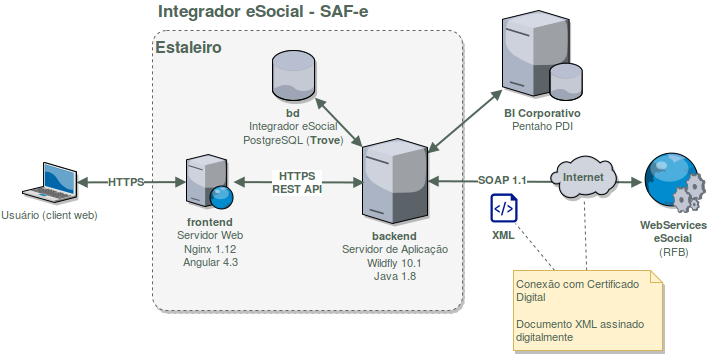 Integrador eSocial - SAF-e
Estaleiro
bd
Integrador eSocial
PostgreSQL (Trove)
BI Corporativo
Pentaho PDI
HTTPS
Usuário (client web)
frontend
Servidor Web
Nginx 1.12
Angular 4.3
HTTPS
REST API
backend
Servidor de Aplicação
Wildfly 10.1
Java 1.8
SOAP 1.1
</>
XML
Internet
WebServices
eSocial
(RFB)
Conexão com Certificado
Digital
Documento XML assinado
digitalmente